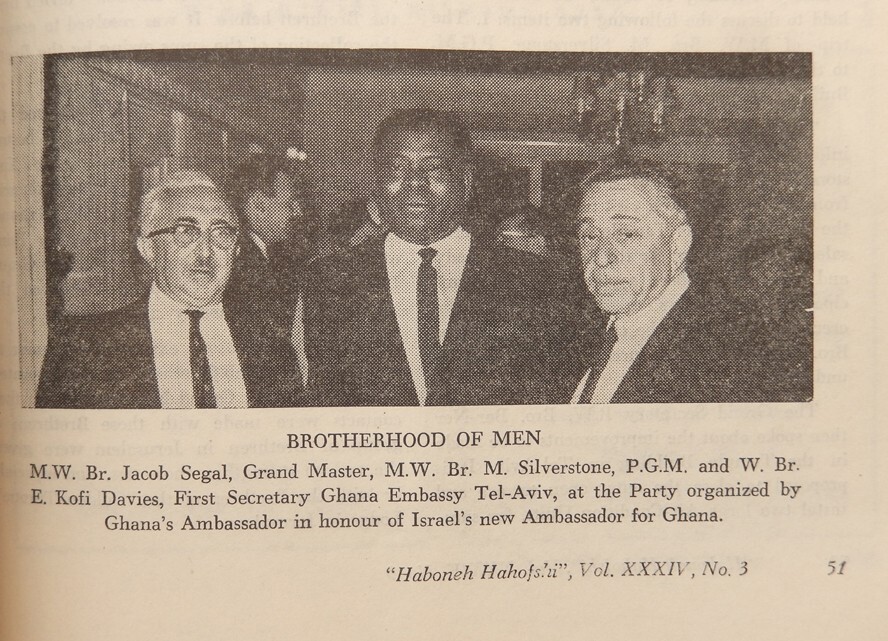 BROTHERHOOD OF MEN
M.W. Br. Jacob Segal, Grand Master, M.W. Br. M. Silverstone, P.G.M. and W. Br.
E. Kofi Davies, First Secretary Ghana Embassy Tel-Aviv, at the Party organized by
Ghana's Ambassador in honour of Israel's new Ambassador for Ghana.
"Haboneh Hahofs.'ii", Vol. XXXIV, No. 3 51